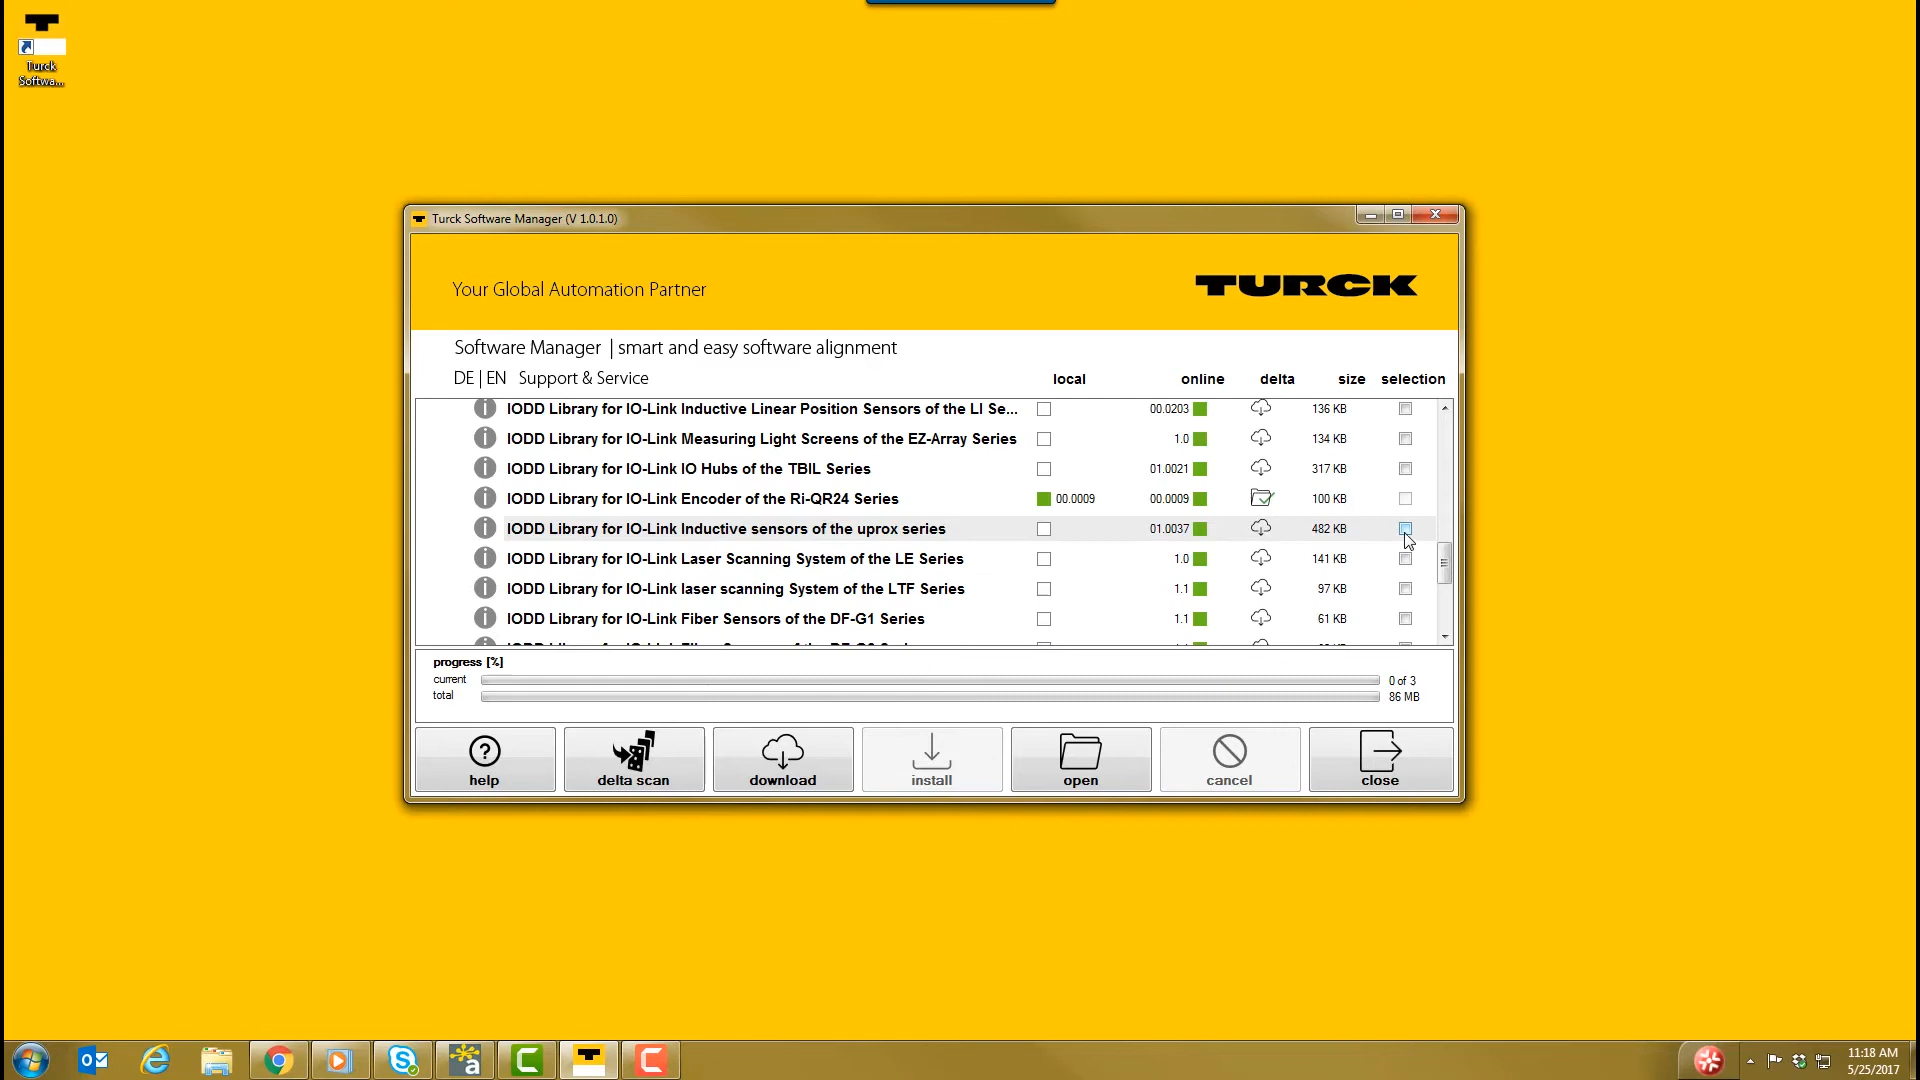 Turck
Softwa...
Turck Software Manager (V 1.0.1.0)
Your Global Automation Partner
TURCK
Software Manager | smart and easy software alignment
DE | EN Support & Service
local online delta size selection
IODD Library for IO-Link Inductive Linear Position Sensors of the LI Se... 00.0203 136 KB
IODD Library for IO-Link Measuring Light Screens of the EZ-Array Series 1.0 134 KB
IODD Library for IO-Link IO Hubs of the TBIL Series 01.0021 317 KB
IODD Library for IO-Link Encoder of the Ri-QR24 Series 00.0009 00.0009 100 KB
IODD Library for IO-Link Inductive sensors of the uprox series 01.0037 482 KB
IODD Library for IO-Link Laser Scanning System of the LE Series 1.0 141 KB
IODD Library for IO-Link laser scanning System of the LTF Series 1.1 97 KB
IODD Library for IO-Link Fiber Sensors of the DF-G1 Series 1.1 61 KB
progress [%]
current 0 of 3
total 86 MB
help delta scan download install open cancel close
11:18 AM
5/25/2017